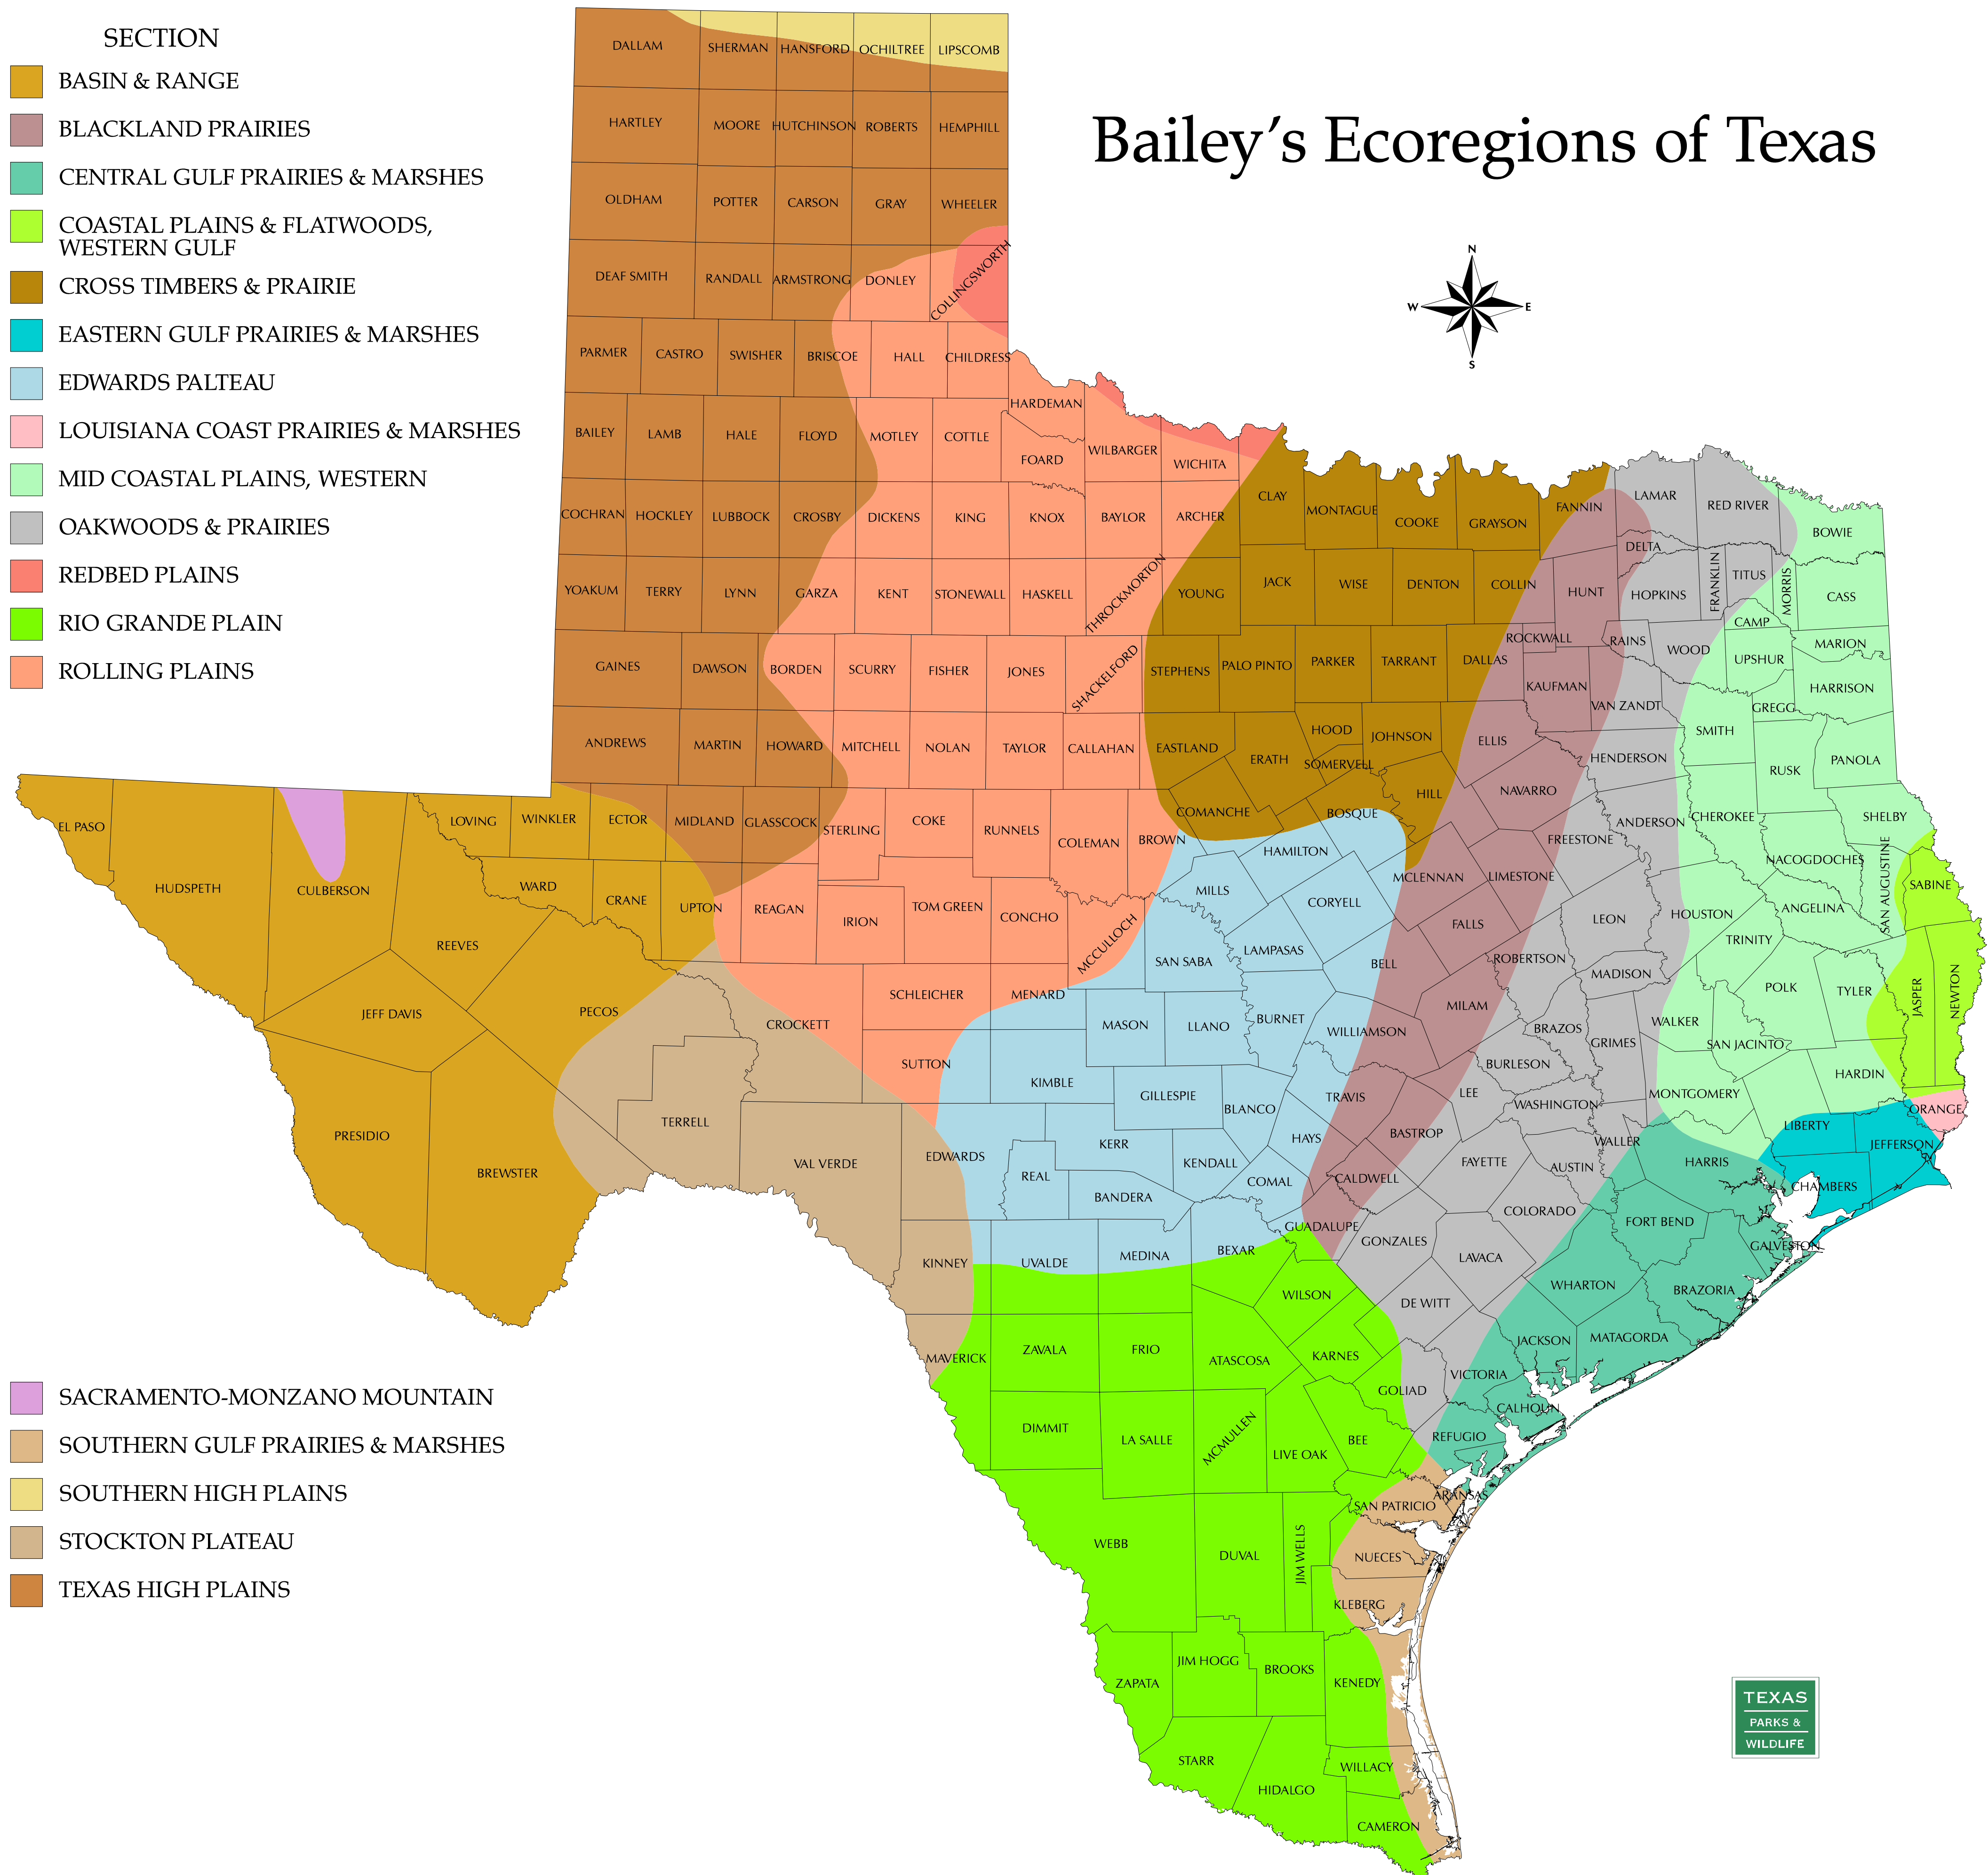 Bailey's Ecoregions of Texas
SECTION
BASIN & RANGE
BLACKLAND PRAIRIES
CENTRAL GULF PRAIRIES & MARSHES
COASTAL PLAINS & FLATWOODS,
WESTERN GULF
CROSS TIMBERS & PRAIRIE
EASTERN GULF PRAIRIES & MARSHES
EDWARDS PALTEAU
LOUISIANA COAST PRAIRIES & MARSHES
MID COASTAL PLAINS, WESTERN
OAKWOODS & PRAIRIES
REDBED PLAINS
RIO GRANDE PLAIN
ROLLING PLAINS
SACRAMENTO-MONZANO MOUNTAIN
SOUTHERN GULF PRAIRIES & MARSHES
SOUTHERN HIGH PLAINS
STOCKTON PLATEAU
TEXAS HIGH PLAINS
N
W
E
S
DALLAM
SHERMAN
HANSFORD
OCHILTREE
LIPSCOMB
HARTLEY
MOORE
HUTCHINSON
ROBERTS
HEMPHILL
OLDHAM
POTTER
CARSON
GRAY
WHEELER
DEAF SMITH
RANDALL
ARMSTRONG
DONLEY
COLLINGSWORTH
PARMER
CASTRO
SWISHER
BRISCOE
HALL
CHILDRESS
BAILEY
LAMB
HALE
FLOYD
MOTLEY
COTTLE
HARDEMAN
FOARD
WILBARGER
WICHITA
COCHRAN
HOCKLEY
LUBBOCK
CROSBY
DICKENS
KING
KNOX
BAYLOR
ARCHER
CLAY
MONTAGUE
COOKE
GRAYSON
FANNIN
LAMAR
RED RIVER
BOWIE
YOAKUM
TERRY
LYNN
GARZA
KENT
STONEWALL
HASKELL
THROCKMORTON
YOUNG
JACK
WISE
DENTON
COLLIN
HUNT
DELTA
HOPKINS
FRANKLIN
TITUS
MORRIS
CASS
CAMP
GAINES
DAWSON
BORDEN
SCURRY
FISHER
JONES
SHACKELFORD
STEPHENS
PALO PINTO
PARKER
TARRANT
DALLAS
ROCKWALL
RAINS
WOOD
UPSHUR
MARION
KAUFMAN
VAN ZANDT
HARRISON
GREGG
SMITH
ANDREWS
MARTIN
HOWARD
MITCHELL
NOLAN
TAYLOR
CALLAHAN
EASTLAND
ERATH
HOOD
SOMERVELL
JOHNSON
ELLIS
HENDERSON
RUSK
PANOLA
EL PASO
HUDSPETH
CULBERSON
LOVING
WINKLER
ECTOR
MIDLAND
GLASSCOCK
STERLING
COKE
RUNNELS
COLEMAN
BROWN
COMANCHE
HAMILTON
BOSQUE
HILL
NAVARRO
FREESTONE
ANDERSON
CHEROKEE
NACOGDOCHES
SHELBY
SAN AUGUSTINE
SABINE
REEVES
WARD
CRANE
UPTON
REAGAN
IRION
TOM GREEN
CONCHO
MCCULLOCH
SAN SABA
MILLS
LAMPASAS
CORYELL
MCLENNAN
LIMESTONE
FALLS
BELL
ROBERTSON
LEON
HOUSTON
MADISON
TRINITY
ANGELINA
POLK
TYLER
JASPER
NEWTON
JEFF DAVIS
PECOS
CROCKETT
SCHLEICHER
MENARD
MASON
LLANO
BURNET
WILLIAMSON
MILAM
BRAZOS
BURLESON
GRIMES
WALKER
SAN JACINTO
HARDIN
PRESIDIO
BREWSTER
TERRELL
VAL VERDE
SUTTON
KIMBLE
GILLESPIE
BLANCO
TRAVIS
LEE
WASHINGTON
MONTGOMERY
LIBERTY
ORANGE
JEFFERSON
EDWARDS
REAL
KERR
KENDALL
BANDERA
HAYS
COMAL
BASTROP
CALDWELL
FAYETTE
AUSTIN
WALLER
HARRIS
CHAMBERS
KINNEY
UVALDE
MEDINA
BEXAR
GUADALUPE
GONZALES
LAVACA
COLORADO
FORT BEND
GALVESTON
WHARTON
BRAZORIA
MAVERICK
ZAVALA
FRIO
ATASCOSA
WILSON
KARNES
DE WITT
VICTORIA
JACKSON
MATAGORDA
GOLIAD
CALHOUN
DIMMIT
LA SALLE
MCMULLEN
LIVE OAK
BEE
REFUGIO
ARANSAS
SAN PATRICIO
WEBB
DUVAL
JIM WELLS
NUECES
KLEBERG
ZAPATA
JIM HOGG
BROOKS
KENEDY
STARR
HIDALGO
WILLACY
CAMERON
TEXAS
PARKS &
WILDLIFE